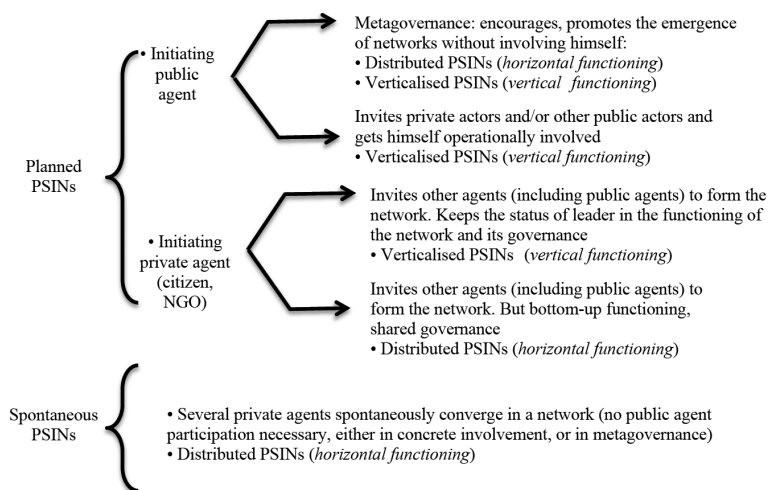 Planned
PSINs
• Initiating
public
agent
Metagovernance: encourages, promotes the emergence
of networks without involving himself:
• Distributed PSINs (horizontal functioning)
• Verticalised PSINs (vertical functioning)
Invites private actors and/or other public actors and
gets himself operationally involved
• Verticalised PSINs (vertical functioning)
• Initiating
private agent
(citizen,
NGO)
Invites other agents (including public agents) to form the
network. Keeps the status of leader in the functioning of
the network and its governance
• Verticalised PSINs (vertical functioning)
Invites other agents (including public agents) to
form the network. But bottom-up functioning,
shared governance
• Distributed PSINs (horizontal functioning)
Spontaneous
PSINs
• Several private agents spontaneously converge in a network (no public agent
participation necessary, either in concrete involvement, or in metagovernance)
• Distributed PSINs (horizontal functioning)